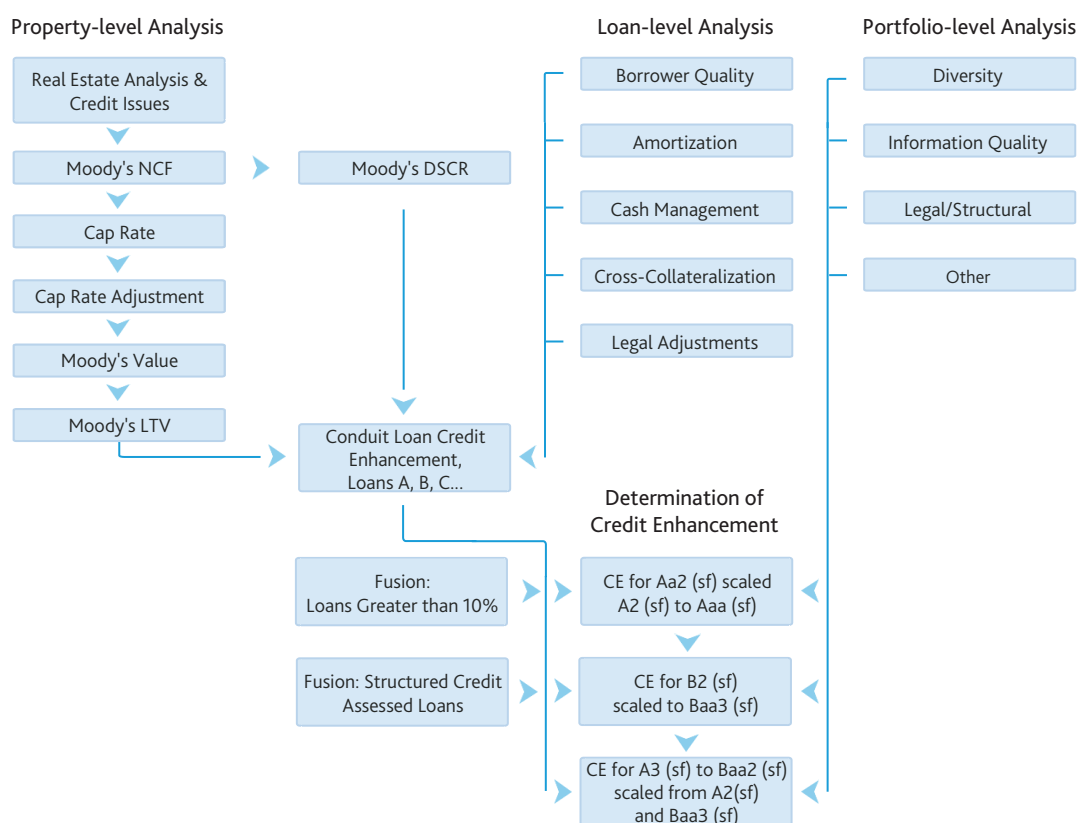 Property-level Analysis
Real Estate Analysis &
Credit Issues
Moody's NCF
Cap Rate
Cap Rate Adjustment
Moody's Value
Moody's LTV
Moody's DSCR
Conduit Loan Credit
Enhancement,
Loans A, B, C...
Loan-level Analysis
Borrower Quality
Amortization
Cash Management
Cross-Collateralization
Legal Adjustments
Portfolio-level Analysis
Diversity
Information Quality
Legal/Structural
Other
Determination of
Credit Enhancement
Fusion:
Loans Greater than 10%
Fusion: Structured Credit
Assessed Loans
CE for Aa2 (sf) scaled
A2 (sf) to Aaa (sf)
CE for B2 (sf)
scaled to Baa3 (sf)
CE for A3 (sf) to Baa2 (sf)
scaled from A2(sf)
and Baa3 (sf)